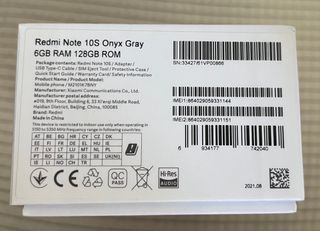 Redmi Note 10S Onyx Gray
6GB RAM 128GB ROM
Package contents: Redmi Note 10S / Adapter /
USB Type-C Cable / SIM Eject Tool / Protective Case /
Quick Start Guide / Warranty Card/ Safety
Product name: Mobile Phone
Mobile phone / M2101K7BNY
Manufacturer: Xiaomi Communications Co., Ltd.
#019, 9th Floor, Building 6, 33 Xi'erqi Middle Road,
Haidian District, Beijing, China, 100085
Brand: Redmi
Made in China
This device is restricted to indoor use only when operating in
5150 to 5350 MHz frequency range in the following countries:
AT BE BG HR CY CZ DK
EE FI FR DE EL HU IE
IT LV LT LU MT NL PL
PT RO SK SI ES SE UK(NI)
IS LI NO CH TR
QC
PASS
Hi-Res
AUDIO
SN:33427/61VP00666
IMEI1:864029059331144
IMEI2:864029059331151
6 934177 742040
2021.08